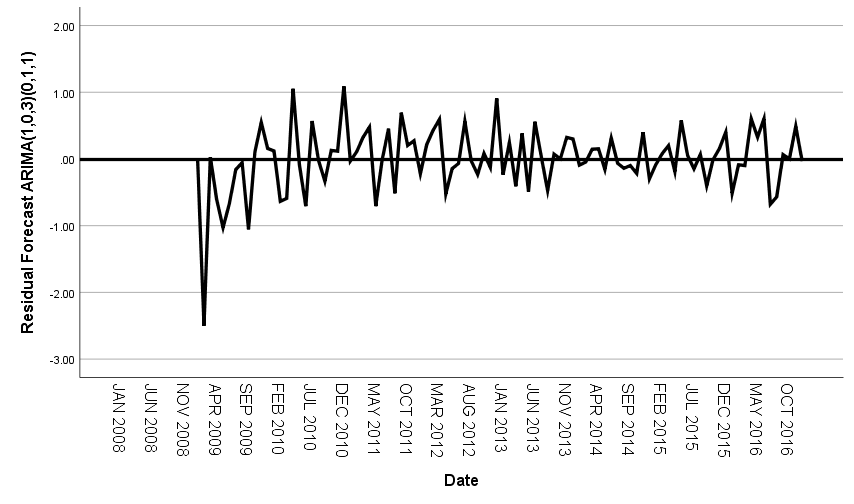 Residual Forecast ARIMA(1,0,3)(0,1,1)
2.00
1.00
.00
-1.00
-2.00
-3.00
JAN 2008
JUN 2008
NOV 2008
APR 2009
SEP 2009
FEB 2010
JUL 2010
DEC 2010
MAY 2011
OCT 2011
MAR 2012
AUG 2012
JAN 2013
JUN 2013
NOV 2013
APR 2014
SEP 2014
FEB 2015
JUL 2015
DEC 2015
MAY 2016
OCT 2016
Date